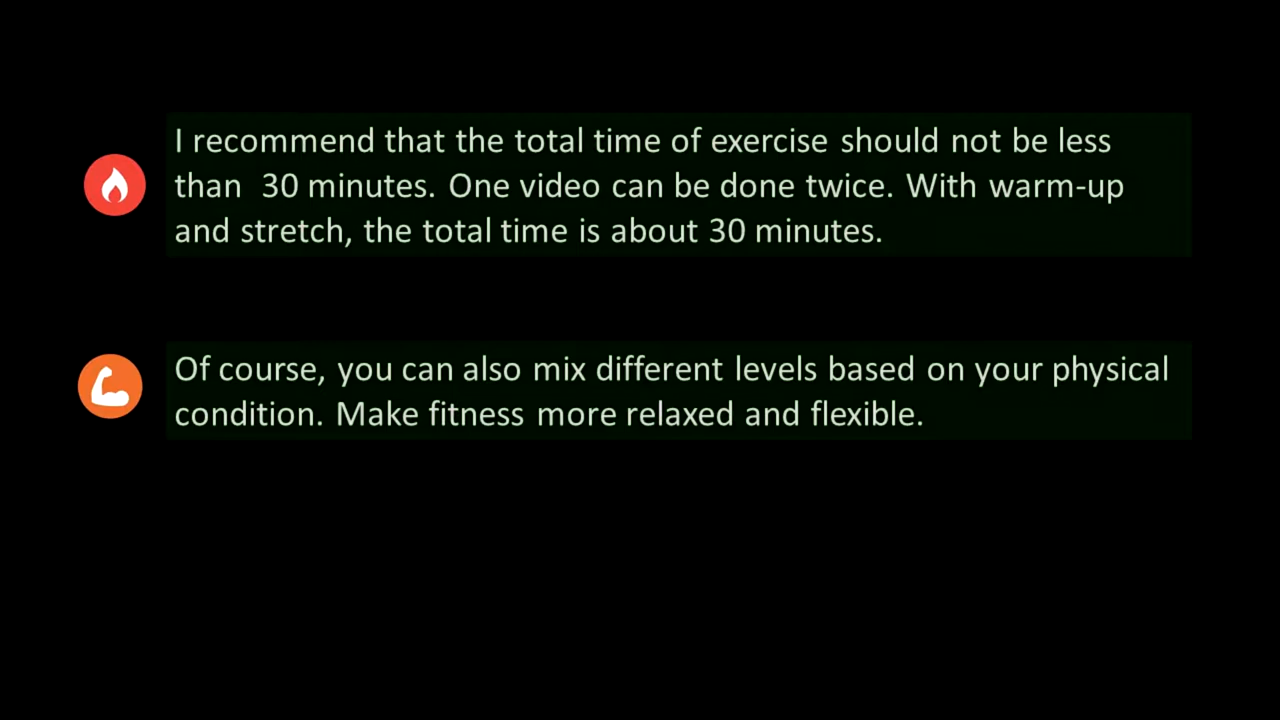 I recommend that the total time of exercise should not be less
than  30 minutes. One video can be done twice. With warm-up
and stretch, the total time is about 30 minutes.
Of course, you can also mix different levels based on your physical
condition. Make fitness more relaxed and flexible.